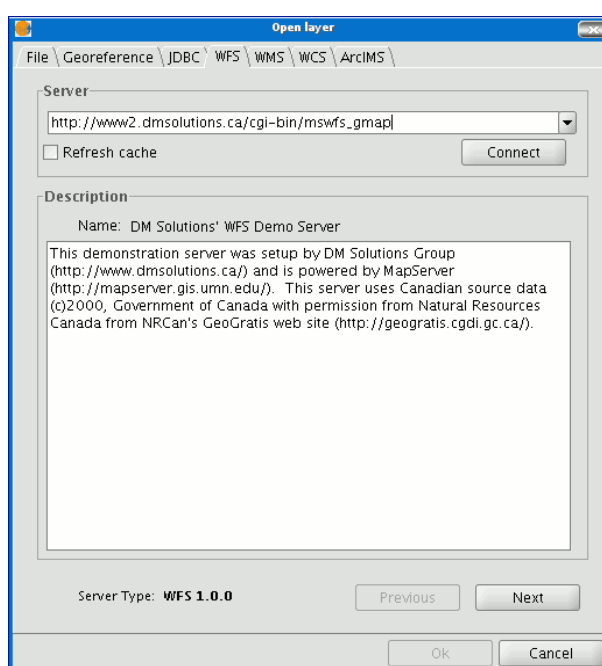 Open layer
File Georeference JDBC WFS WMS WCS ArcIMS
Server
http://www2.dmsolutions.ca/cgi-bin/mswfs_gmap
Refresh cache
Connect
Description
Name: DM Solutions' WFS Demo Server
This demonstration server was setup by DM Solutions Group
(http://www.dmsolutions.ca/) and is powered by MapServer
(http://mapserver.gis.umn.edu/). This server uses Canadian source data
(c)2000, Government of Canada with permission from Natural Resources
Canada from NRCan's GeoGratis web site (http://geogratis.cgdi.gc.ca/).
Server Type: WFS 1.0.0
Previous
Next
Ok
Cancel